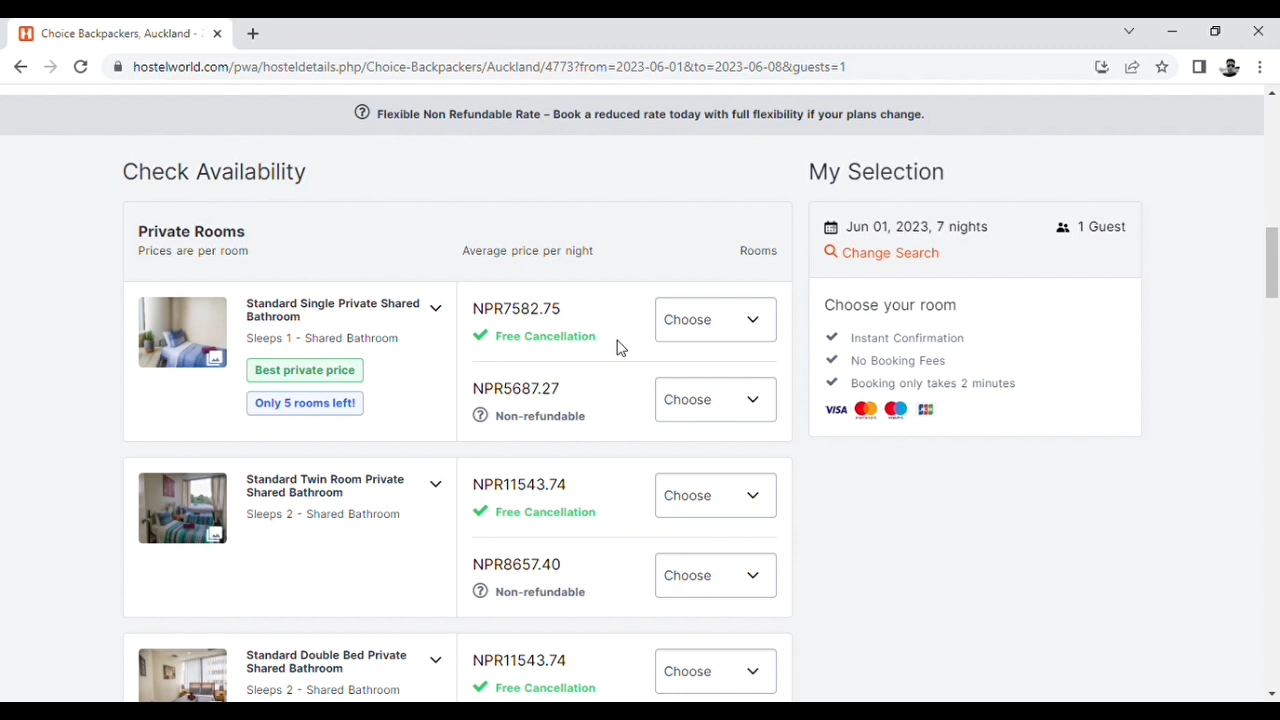 Choice Backpackers, Auckland -
hostelworld.com/pwa/hosteldetails.php/Choice-Backpackers/Auckland/4773?from=2023-06-01&to=2023-06-08&guests=1
Flexible Non Refundable Rate – Book a reduced rate today with full flexibility if your plans change.
Check Availability
My Selection
Private Rooms
Prices are per room
Average price per night
Rooms
Jun 01, 2023, 7 nights
1 Guest
Change Search
Standard Single Private Shared
Bathroom
Sleeps 1 - Shared Bathroom
Best private price
Only 5 rooms left!
NPR7582.75
Free Cancellation
Choose
NPR5687.27
Non-refundable
Choose
Choose your room
Instant Confirmation
No Booking Fees
Booking only takes 2 minutes
VISA
JCB
Standard Twin Room Private
Shared Bathroom
Sleeps 2 - Shared Bathroom
NPR11543.74
Free Cancellation
Choose
NPR8657.40
Non-refundable
Choose
Standard Double Bed Private
Shared Bathroom
Sleeps 2 - Shared Bathroom
NPR11543.74
Free Cancellation
Choose